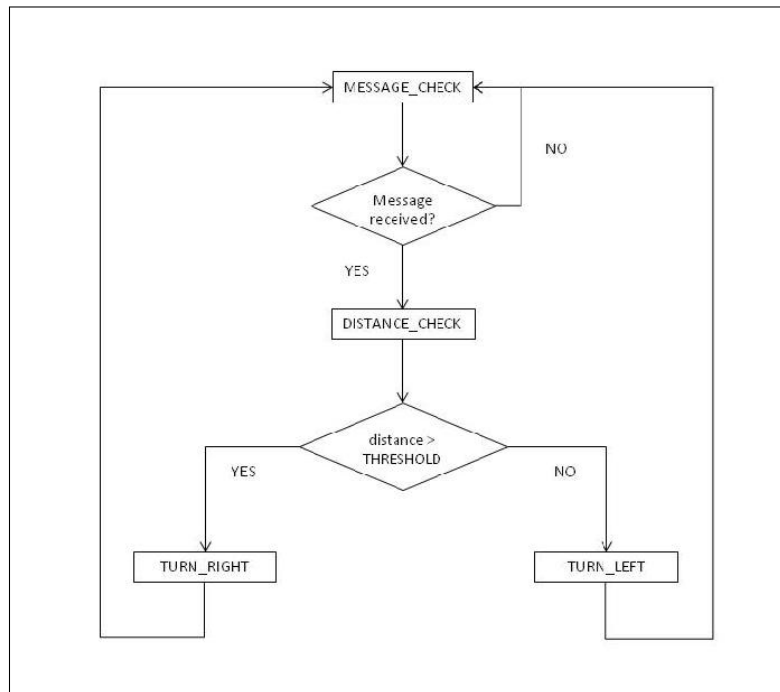 MESSAGE_CHECK
NO
Message
received?
YES
DISTANCE_CHECK
distance >
THRESHOLD
YES
NO
TURN_RIGHT
TURN_LEFT